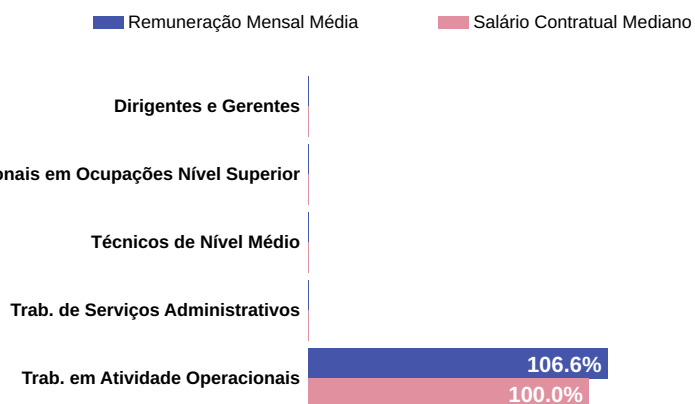 Remuneração Mensal Média Salário Contratual Mediano
Dirigentes e Gerentes
em Ocupações Nível Superior
Técnicos de Nível Médio
Trab. de Serviços Administrativos
106.6%
Trab. em Atividade Operacionais
100.0%